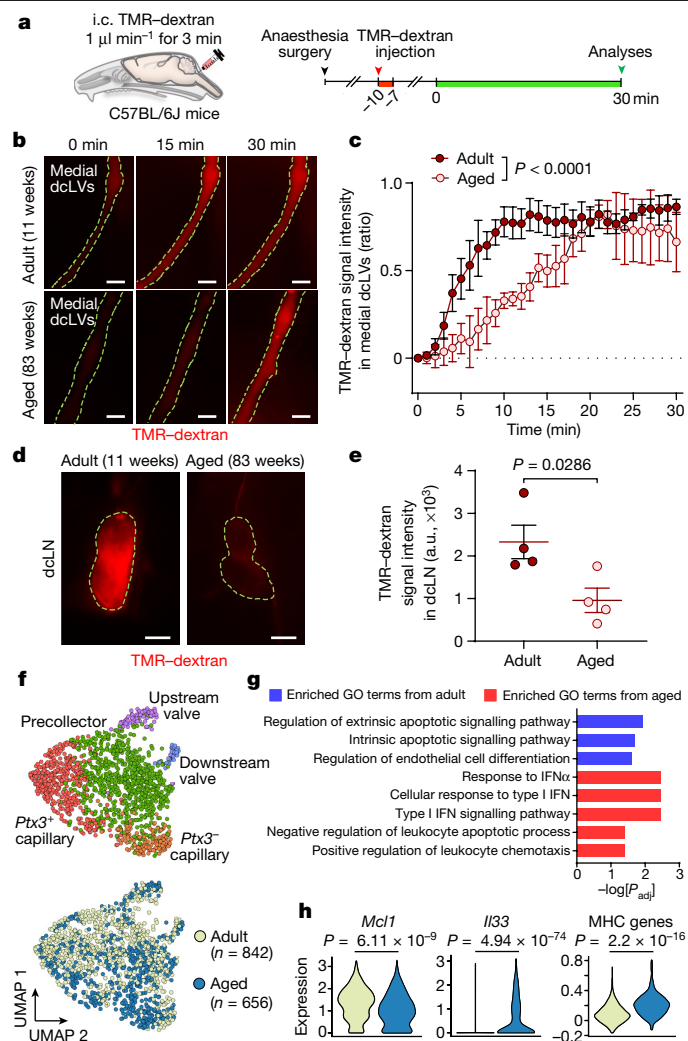 a
i.c. TMR–dextran
1 µl min⁻¹ for 3 min
C57BL/6J mice
Anaesthesia
surgery
TMR–dextran
injection
Analyses
–10
–7
0
30 min
b
0 min 15 min 30 min
Adult (11 weeks)
Medial
dcLVs
Aged (83 weeks)
Medial
dcLVs
TMR–dextran
c
Adult
Aged
P < 0.0001
TMR–dextran signal intensity
in medial dcLVs (ratio)
1.0
0.5
0
0 5 10 15 20 25 30
Time (min)
d
Adult (11 weeks) Aged (83 weeks)
dcLN
TMR–dextran
e
P = 0.0286
TMR–dextran
signal intensity
in dcLN (a.u., ×10³)
4
3
2
1
0
Adult Aged
f
Upstream
valve
Precollector
Downstream
valve
Ptx3⁺
capillary
Ptx3⁻
capillary
Adult
(n = 842)
Aged
(n = 656)
UMAP 1
UMAP 2
g
Enriched GO terms from adult
Enriched GO terms from aged
Regulation of extrinsic apoptotic signalling pathway
Intrinsic apoptotic signalling pathway
Regulation of endothelial cell differentiation
Response to IFNα
Cellular response to type I IFN
Type I IFN signalling pathway
Negative regulation of leukocyte apoptotic process
Positive regulation of leukocyte chemotaxis
0 1 2 3
–log[Padj]
h
Mcl1
P = 6.11 × 10⁻⁹
Il33
P = 4.94 × 10⁻⁷⁴
MHC genes
P = 2.2 × 10⁻¹⁶
Expression
3
2
1
0
3
2
1
0
0.8
0.4
0
–0.2